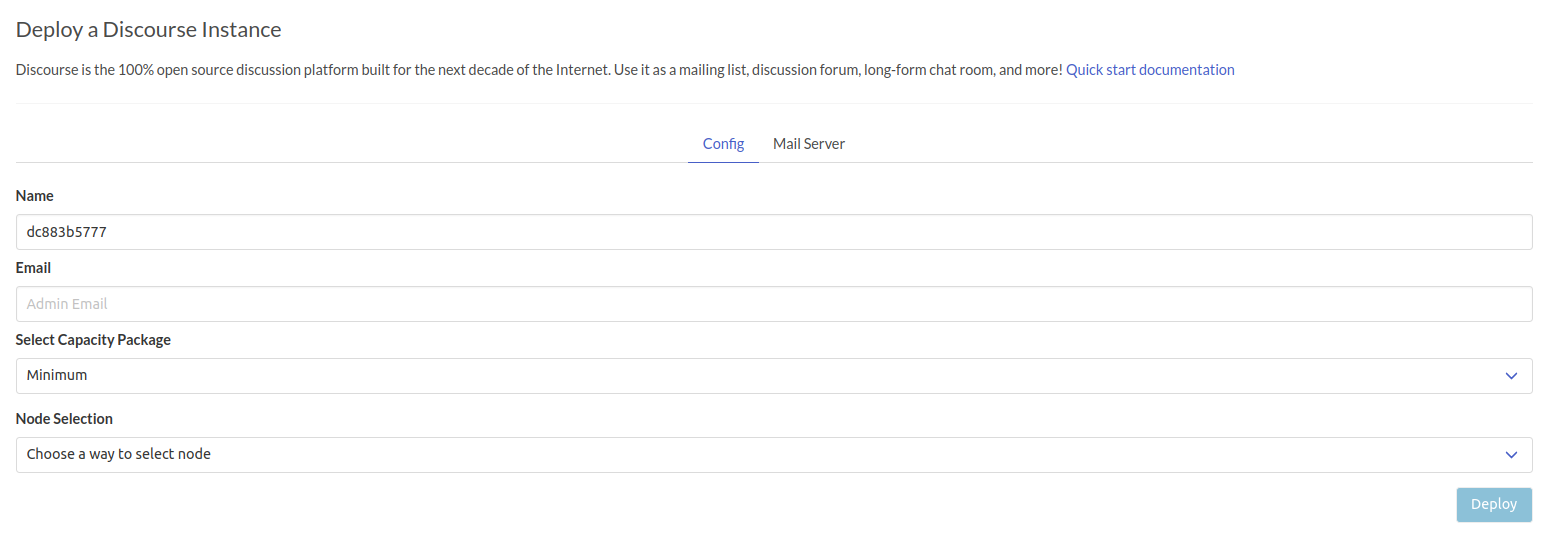 Deploy a Discourse Instance
Discourse is the 100% open source discussion platform built for the next decade of the Internet. Use it as a mailing list, discussion forum, long-form chat room, and more! Quick start documentation
Config Mail Server
Name
dc883b5777
Email
Admin Email
Select Capacity Package
Minimum
Node Selection
Choose a way to select node
Deploy